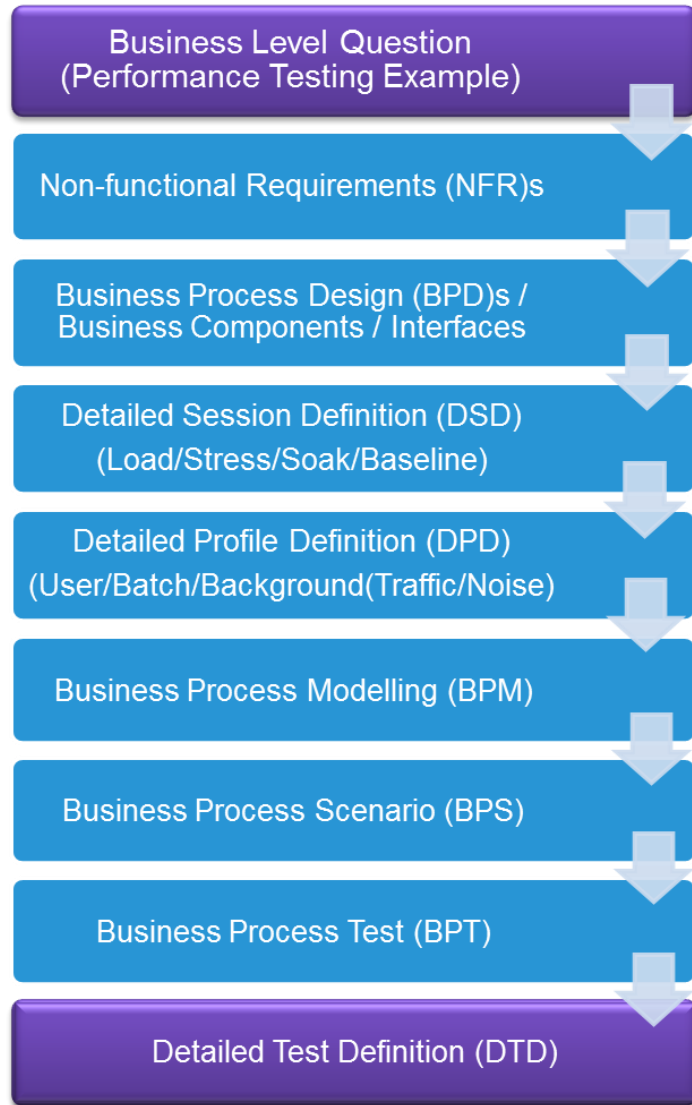 Business Level Question
(Performance Testing Example)
Non-functional Requirements (NFR)s
Business Process Design (BPD)s /
Business Components / Interfaces
Detailed Session Definition (DSD)
(Load/Stress/Soak/Baseline)
Detailed Profile Definition (DPD)
(User/Batch/Background(Traffic/Noise)
Business Process Modelling (BPM)
Business Process Scenario (BPS)
Business Process Test (BPT)
Detailed Test Definition (DTD)